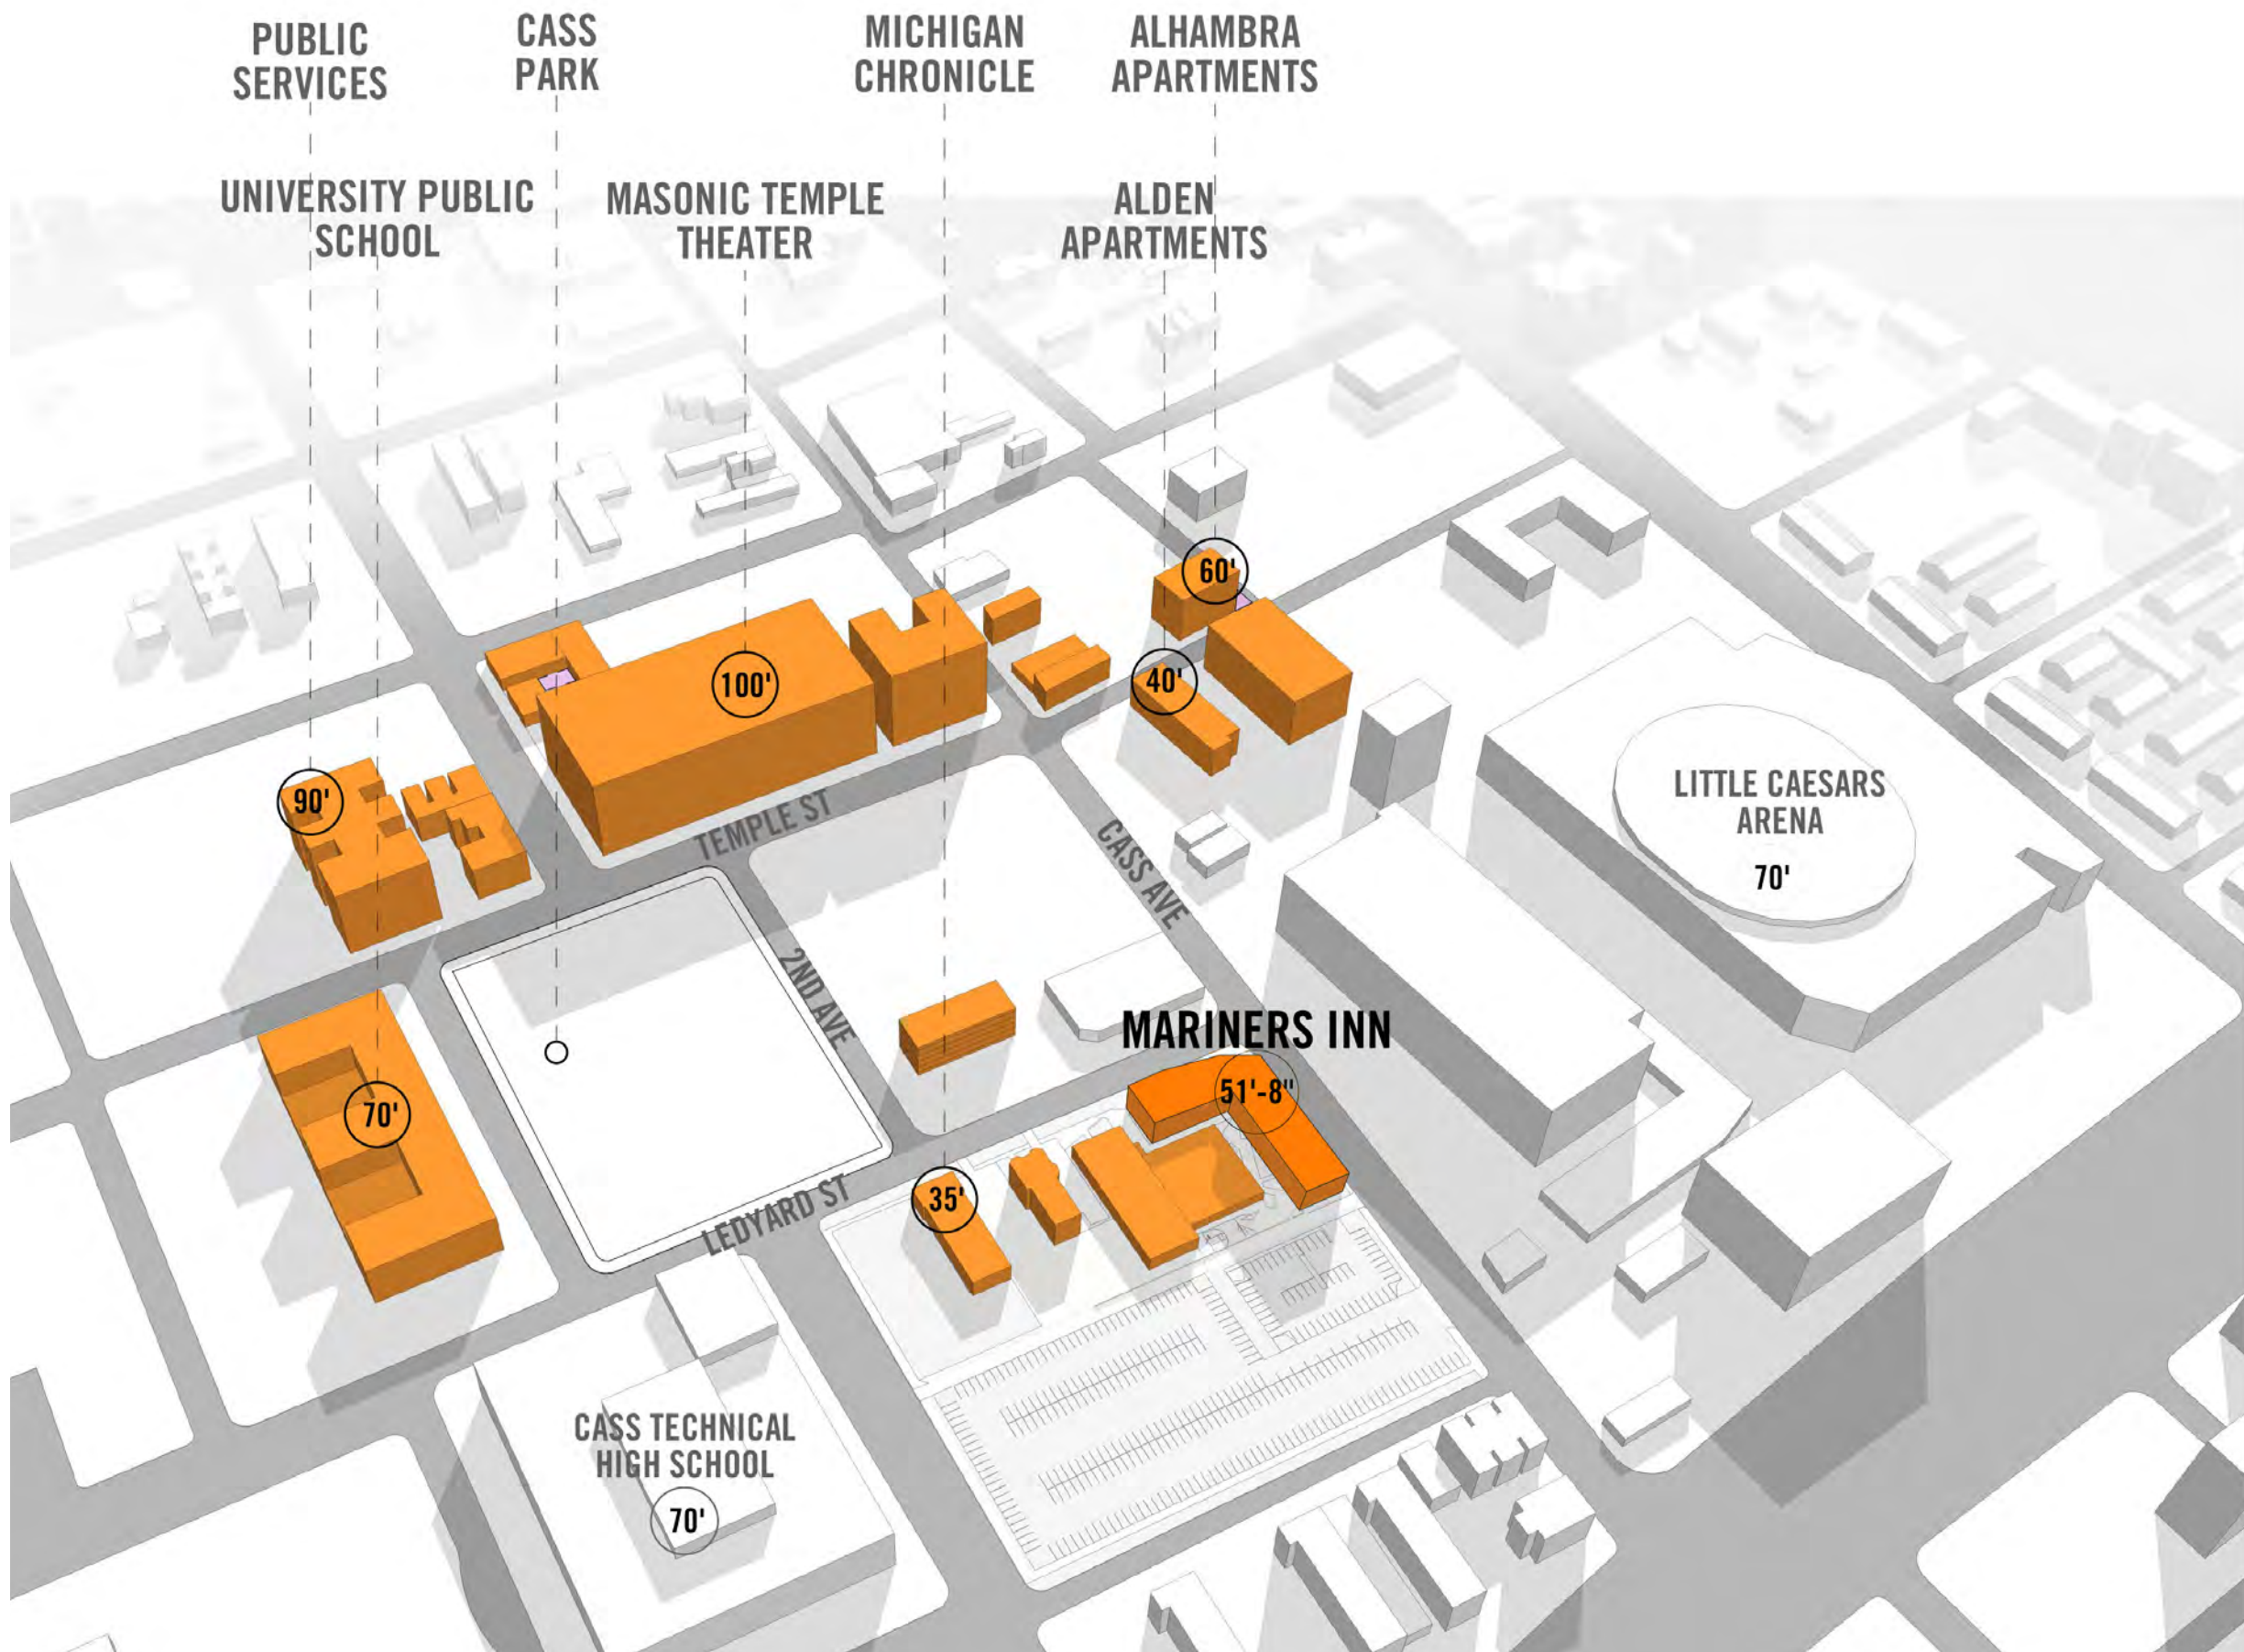 PUBLIC
SERVICES
CASS
PARK
MICHIGAN
CHRONICLE
ALHAMBRA
APARTMENTS
UNIVERSITY PUBLIC
SCHOOL
MASONIC TEMPLE
THEATER
ALDEN
APARTMENTS
60'
40'
100'
90'
TEMPLE ST
CASS AVE
LITTLE CAESARS
ARENA
70'
2ND AVE
MARINERS INN
51'-8"
70'
35'
LEDYARD ST
CASS TECHNICAL
HIGH SCHOOL
70'